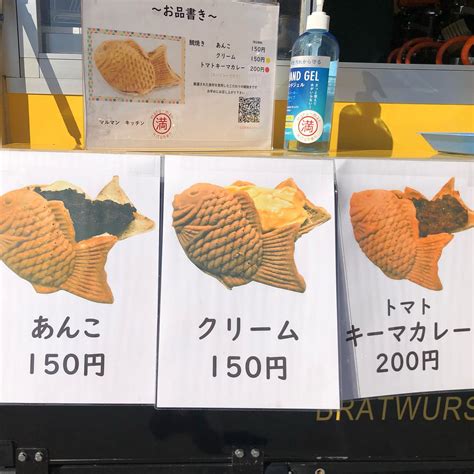 ~お品書き~
鯛焼き あんこ 150円
クリーム 150円
トマトキーマカレー 200円
マルマン キッチン
満
HAND GEL
満
あんこ
150円
クリーム
150円
トマト
キーマカレー
200円
BRATWURS